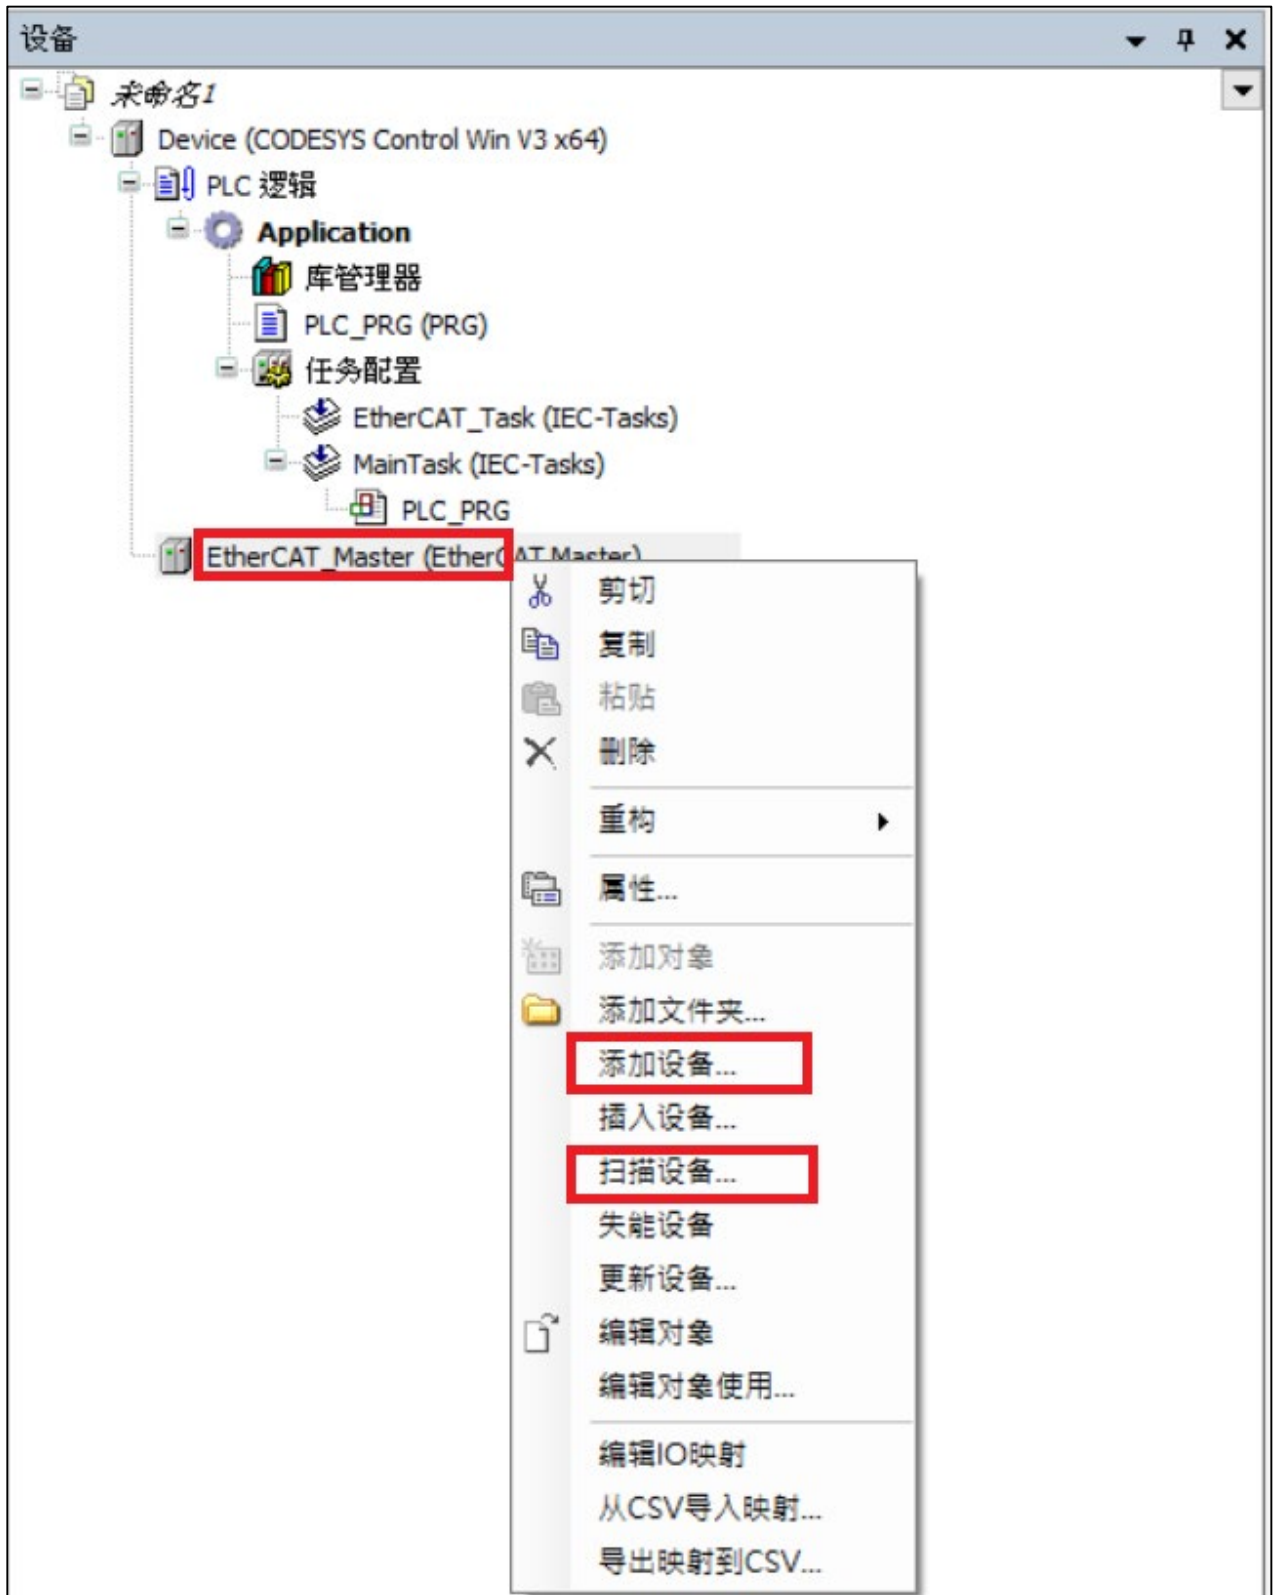 设备
未命名1
Device (CODESYS Control Win V3 x64)
PLC 逻辑
Application
库管理器
PLC_PRG (PRG)
任务配置
EtherCAT_Task (IEC-Tasks)
MainTask (IEC-Tasks)
PLC_PRG
EtherCAT_Master (EtherCAT Master)
剪切
复制
粘贴
删除
重构
属性...
添加对象
添加文件夹...
添加设备...
插入设备...
扫描设备...
失能设备
更新设备...
编辑对象
编辑对象使用...
编辑IO映射
从CSV导入映射...
导出映射到CSV...